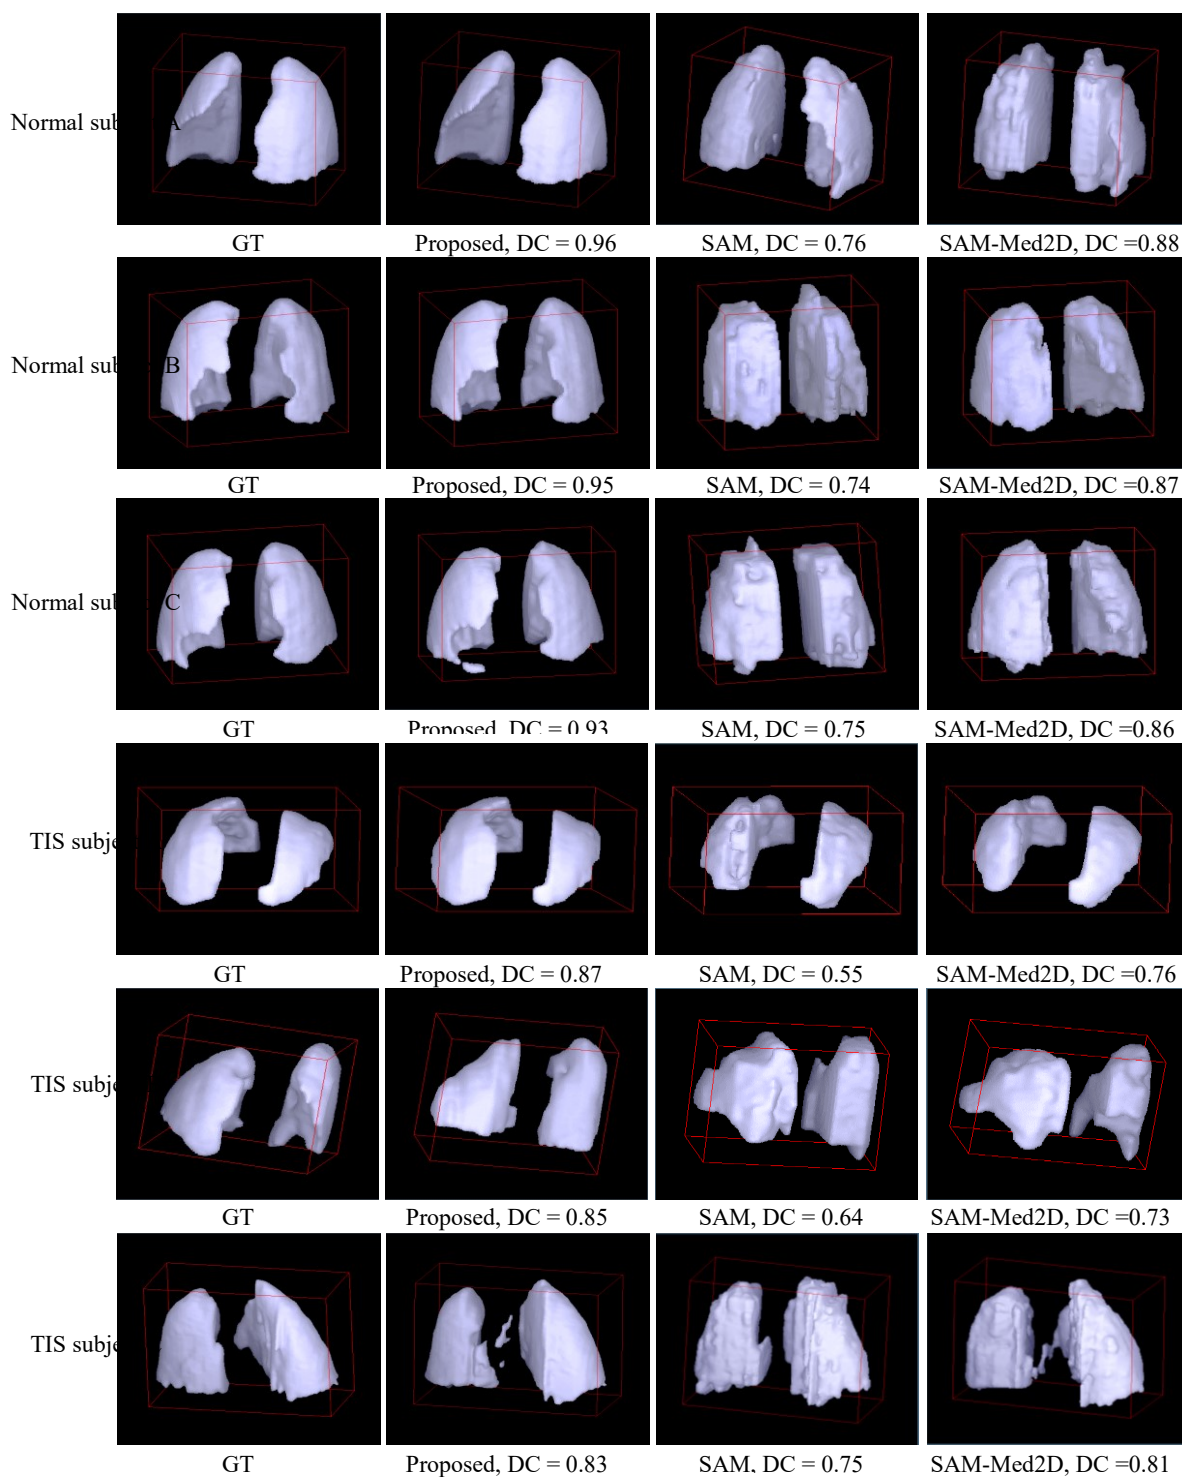 Normal sub A
GT Proposed, DC = 0.96 SAM, DC = 0.76 SAM-Med2D, DC =0.88
Normal sub B
GT Proposed, DC = 0.95 SAM, DC = 0.74 SAM-Med2D, DC =0.87
Normal sub C
GT Proposed, DC = 0.93 SAM, DC = 0.75 SAM-Med2D, DC =0.86
TIS subje
GT Proposed, DC = 0.87 SAM, DC = 0.55 SAM-Med2D, DC =0.76
TIS subje
GT Proposed, DC = 0.85 SAM, DC = 0.64 SAM-Med2D, DC =0.73
TIS subje
GT Proposed, DC = 0.83 SAM, DC = 0.75 SAM-Med2D, DC =0.81